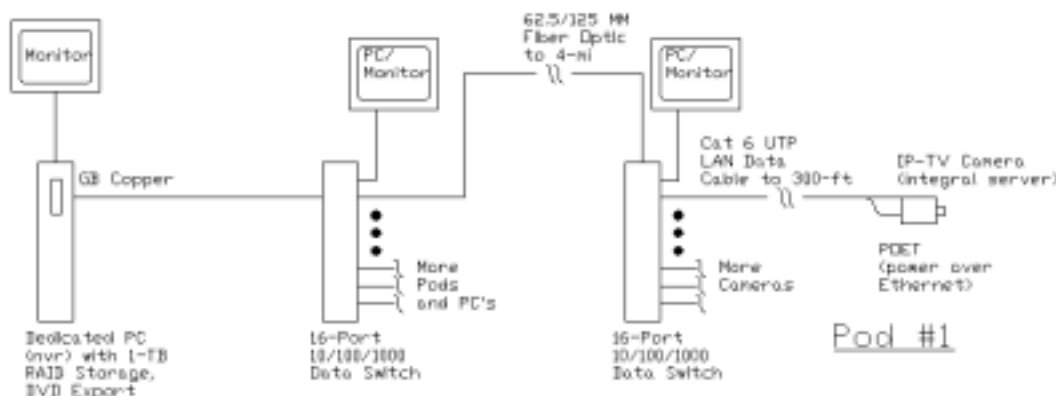 Monitor
GB Copper
Dedicated PC
(nvr) with 1-TB
RAID Storage,
DVD Export
PC/
Monitor
More
Pods
and PC's
16-Port
10/100/1000
Data Switch
62.5/125 MM
Fiber Optic
to 4-mi
PC/
Monitor
Cat 6 UTP
LAN Data
Cable to 300-ft
More
Cameras
16-Port
10/100/1000
Data Switch
IP-TV Camera
(integral server)
POET
(power over
Ethernet)
Pod #1